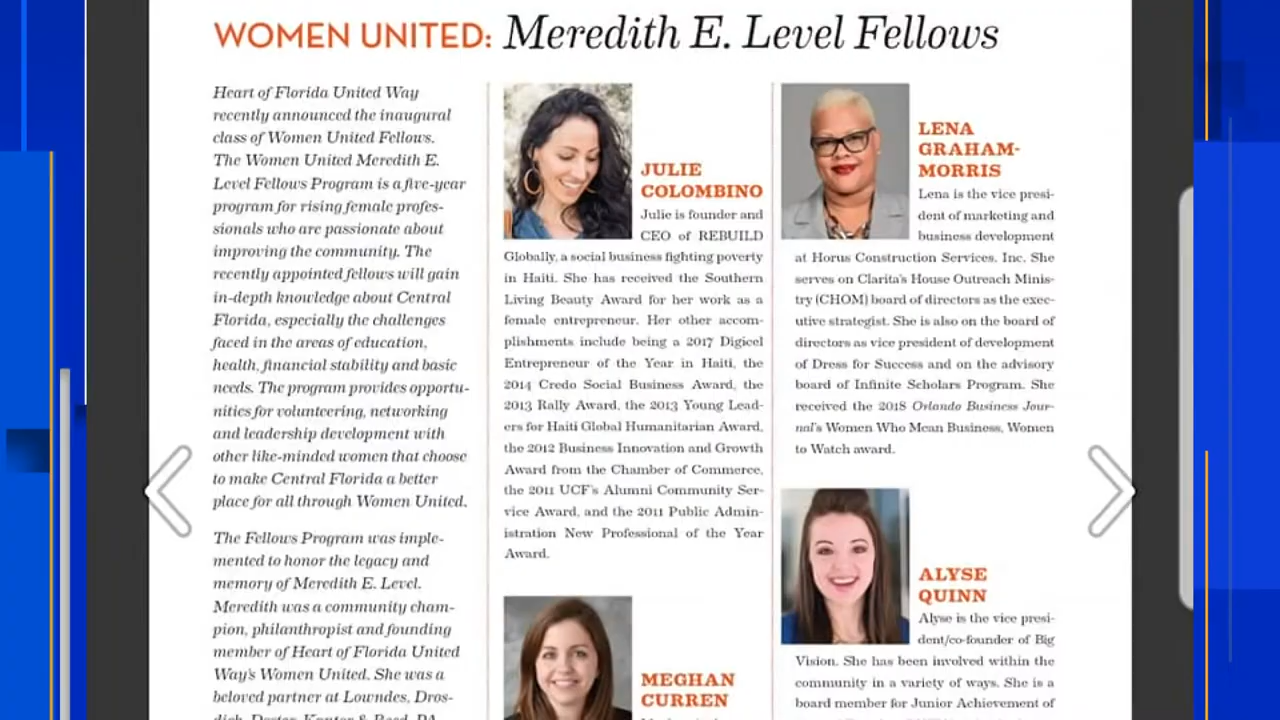 WOMEN UNITED: Meredith E. Level Fellows
Heart of Florida United Way
recently announced the inaugural
class of Women United Fellows.
The Women United Meredith E.
Level Fellows Program is a five-year
program for rising female profes-
sionals who are passionate about
improving the community. The
recently appointed fellows will gain
in-depth knowledge about Central
Florida, especially the challenges
faced in the areas of education,
health, financial stability and basic
needs. The program provides opportu-
nities for volunteering, networking
and leadership development with
other like-minded women that choose
to make Central Florida a better
place for all through Women United.
The Fellows Program was imple-
mented to honor the legacy and
memory of Meredith E. Level.
Meredith was a community cham-
pion, philanthropist and founding
member of Heart of Florida United
Way's Women United. She was a
beloved partner at Lowndes, Dros-
dick, Doster, Kantor & Reed, PA
JULIE
COLOMBINO
Julie is founder and
CEO of REBUILD
Globally, a social business fighting poverty
in Haiti. She has received the Southern
Living Beauty Award for her work as a
female entrepreneur. Her other accom-
plishments include being a 2017 Digicel
Entrepreneur of the Year in Haiti, the
2014 Credo Social Business Award, the
2013 Rally Award, the 2013 Young Lead-
ers for Haiti Global Humanitarian Award,
the 2012 Business Innovation and Growth
Award from the Chamber of Commerce,
the 2011 UCF's Alumni Community Ser-
vice Award, and the 2011 Public Admin-
istration New Professional of the Year
Award.
MEGHAN
CURREN
LENA
GRAHAM-
MORRIS
Lena is the vice presi-
dent of marketing and
business development
at Horus Construction Services, Inc. She
serves on Clarita's House Outreach Minis-
try (CHOM) board of directors as the exec-
utive strategist. She is also on the board of
directors as vice president of development
of Dress for Success and on the advisory
board of Infinite Scholars Program. She
received the 2018 Orlando Business Jour-
nal's Women Who Mean Business, Women
to Watch award.
ALYSE
QUINN
Alyse is the vice presi-
dent/co-founder of Big
Vision. She has been involved within the
community in a variety of ways. She is a
board member for Junior Achievement of